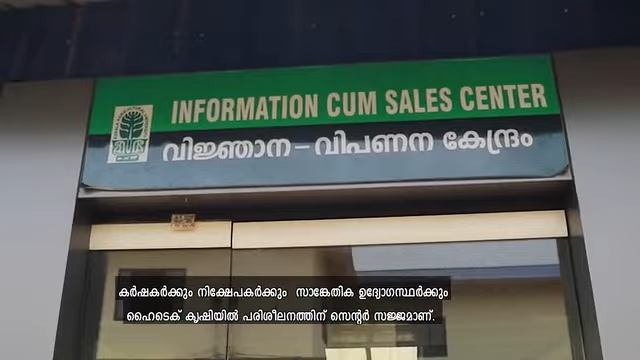 INFORMATION CUM SALES CENTER
വിജ്ഞാന – വിപണന കേന്ദ്രം
കർഷകർക്കും നിക്ഷേപകർക്കും സാങ്കേതിക ഉദ്യോഗസ്ഥർക്കും
ഹൈടെക് കൃഷിയിൽ പരിശീലനത്തിന് സെന്റർ സജ്ജമാണ്.